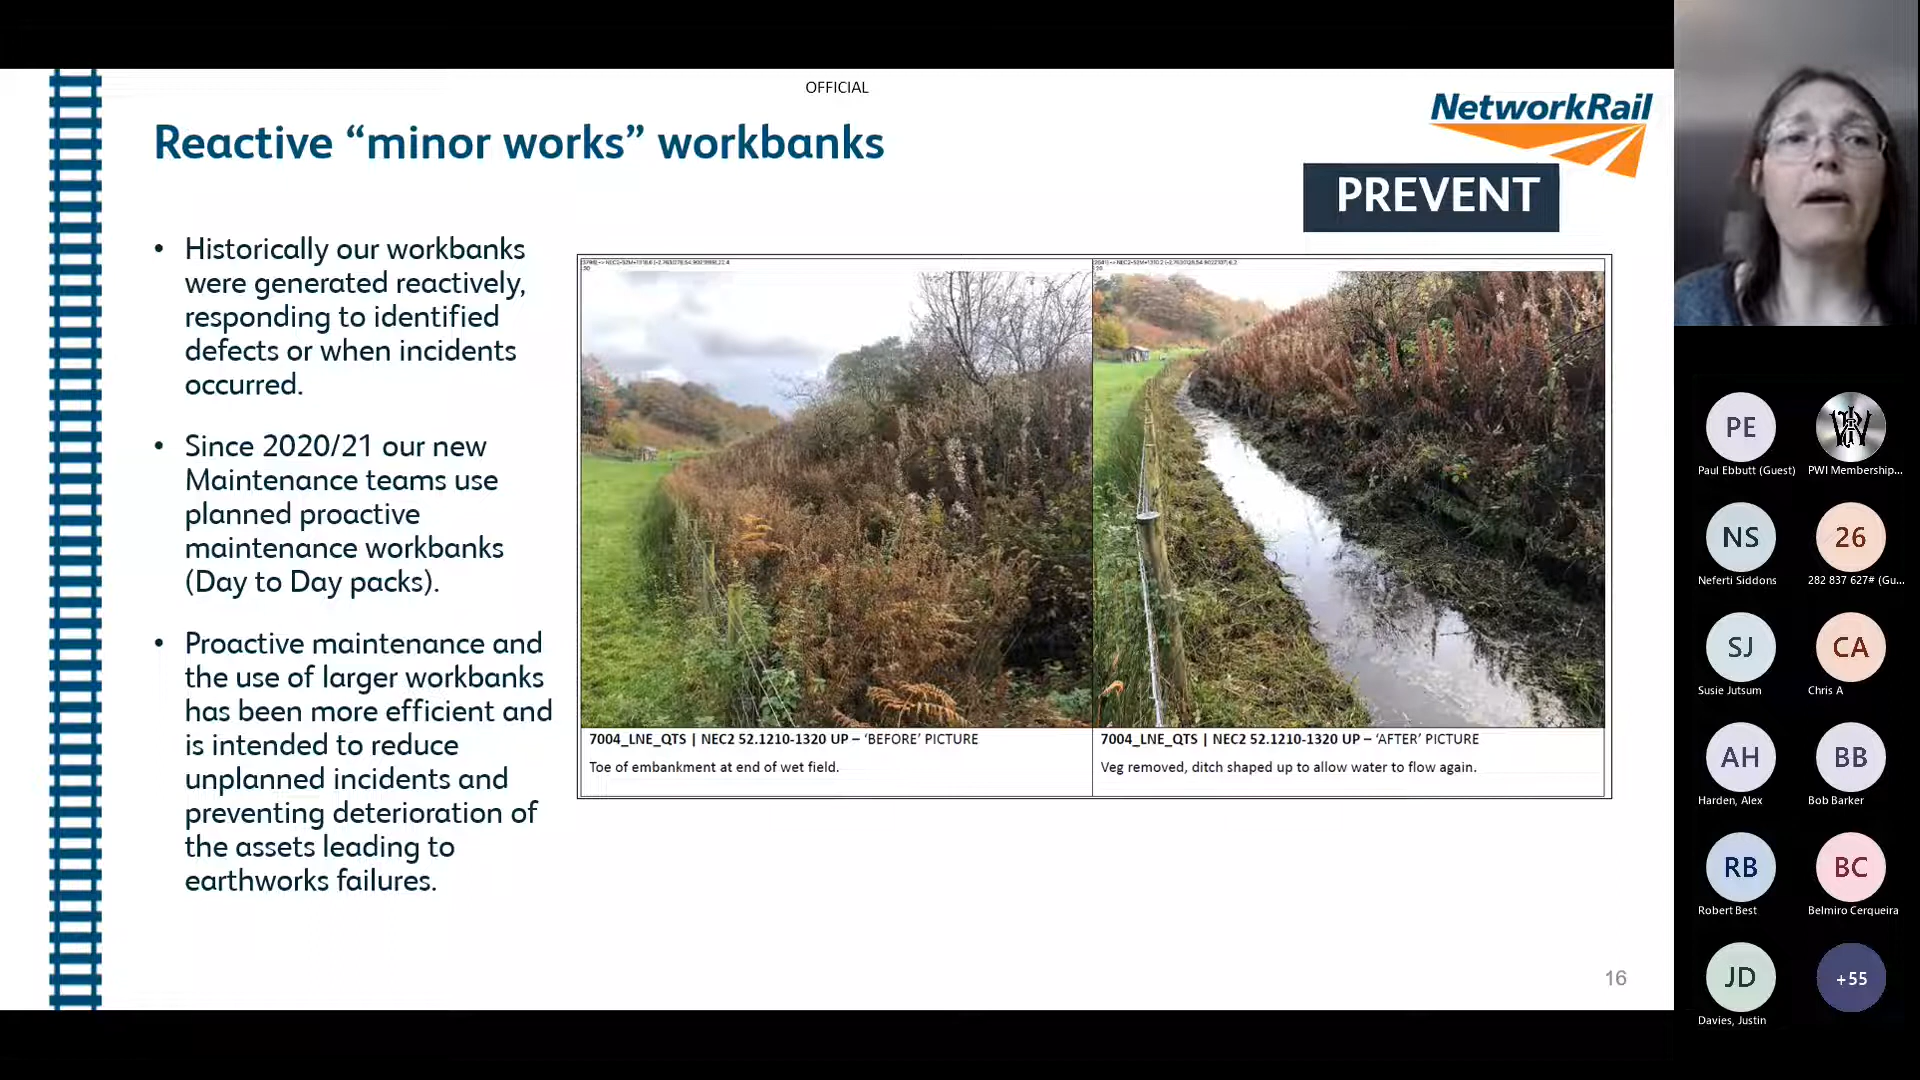 OFFICIAL
NetworkRail
Reactive “minor works” workbanks
PREVENT
• Historically our workbanks
were generated reactively,
responding to identified
defects or when incidents
occurred.
• Since 2020/21 our new
Maintenance teams use
planned proactive
maintenance workbanks
(Day to Day packs).
• Proactive maintenance and
the use of larger workbanks
has been more efficient and
is intended to reduce
unplanned incidents and
preventing deterioration of
the assets leading to
earthworks failures.
7004_LNE_QTS | NEC2 52.1210-1320 UP – ‘BEFORE’ PICTURE
Toe of embankment at end of wet field.
7004_LNE_QTS | NEC2 52.1210-1320 UP – ‘AFTER’ PICTURE
Veg removed, ditch shaped up to allow water to flow again.
16
PE
Paul Ebbutt (Guest)
PWI Membership...
NS
Neferti Siddons
26
282 837 627# (Gu...
SJ
Susie Jutsum
CA
Chris A
AH
Harden, Alex
BB
Bob Barker
RB
Robert Best
BC
Belmiro Cerqueira
JD
Davies, Justin
+55